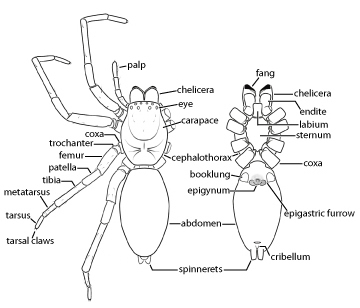 palp
chelicera
eye
carapace
coxa
trochanter
femur
patella
tibia
metatarsus
tarsus
tarsal claws
cephalothorax
abdomen
spinnerets
fang
chelicera
endite
labium
sternum
coxa
booklung
epigynum
epigastric furrow
cribellum